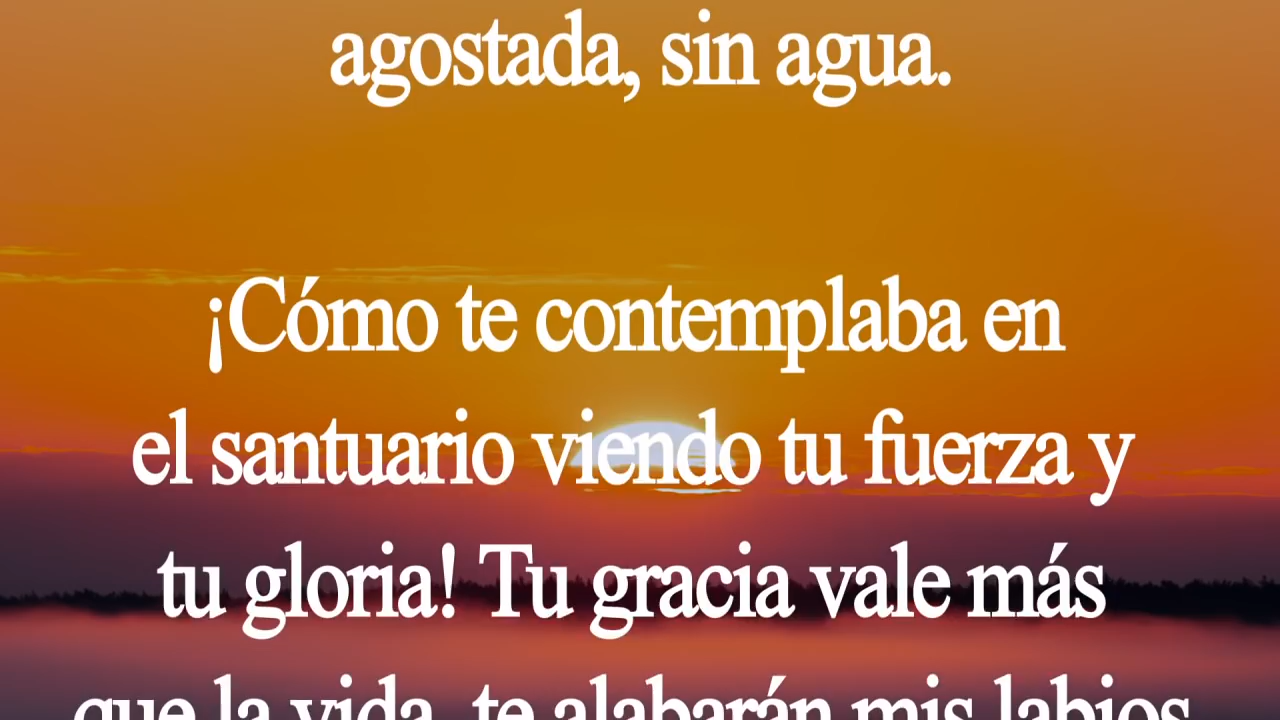 agostada, sin agua.
¡Cómo te contemplaba en
el santuario viendo tu fuerza y
tu gloria! Tu gracia vale más
que la vida, te alabarán mis labios